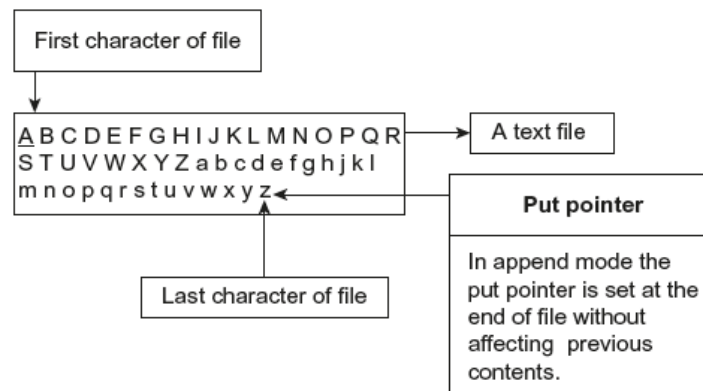 First character of file
A B C D E F G H I J K L M N O P Q R
S T U V W X Y Z a b c d e f g h j k l
m n o p q r s t u v w x y z
A text file
Put pointer
In append mode the
put pointer is set at the
end of file without
affecting previous
contents.
Last character of file